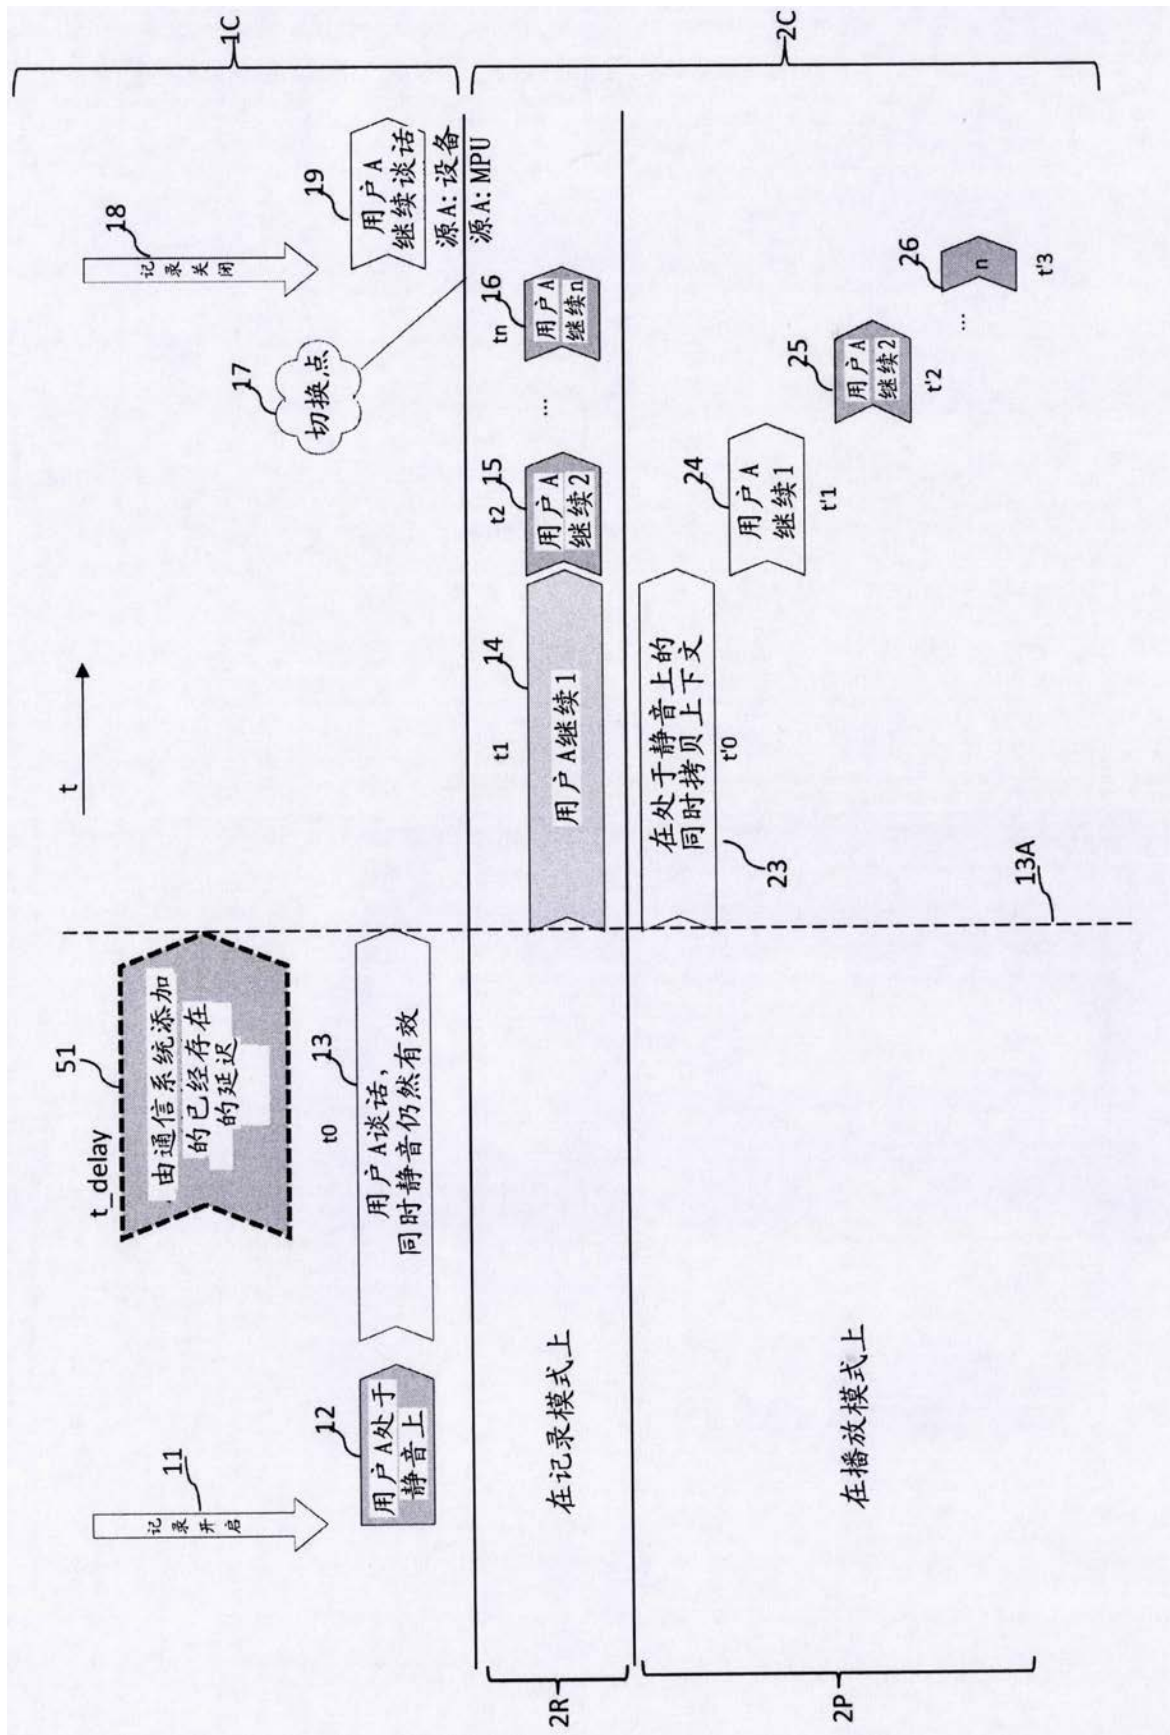 t
1C
51
t_delay
由通信系统添加
的已经存在
的延迟
11
记录开启
12
用户A处于
静音上
t0
13
用户A谈话，
同时静音仍然有效
17
切换点
18
记录关闭
19
用户A
继续谈话
源A：设备
源A：MPU
2C
2R
在记录模式上
t1
14
用户A继续1
t2
15
用户A
继续2
...
tn
16
用户A
继续n
2P
在播放模式上
在处于静音上的
同时拷贝上下文
t'0
23
13A
24
用户A
继续1
t'1
25
用户A
继续2
t'2
...
26
n
t'3